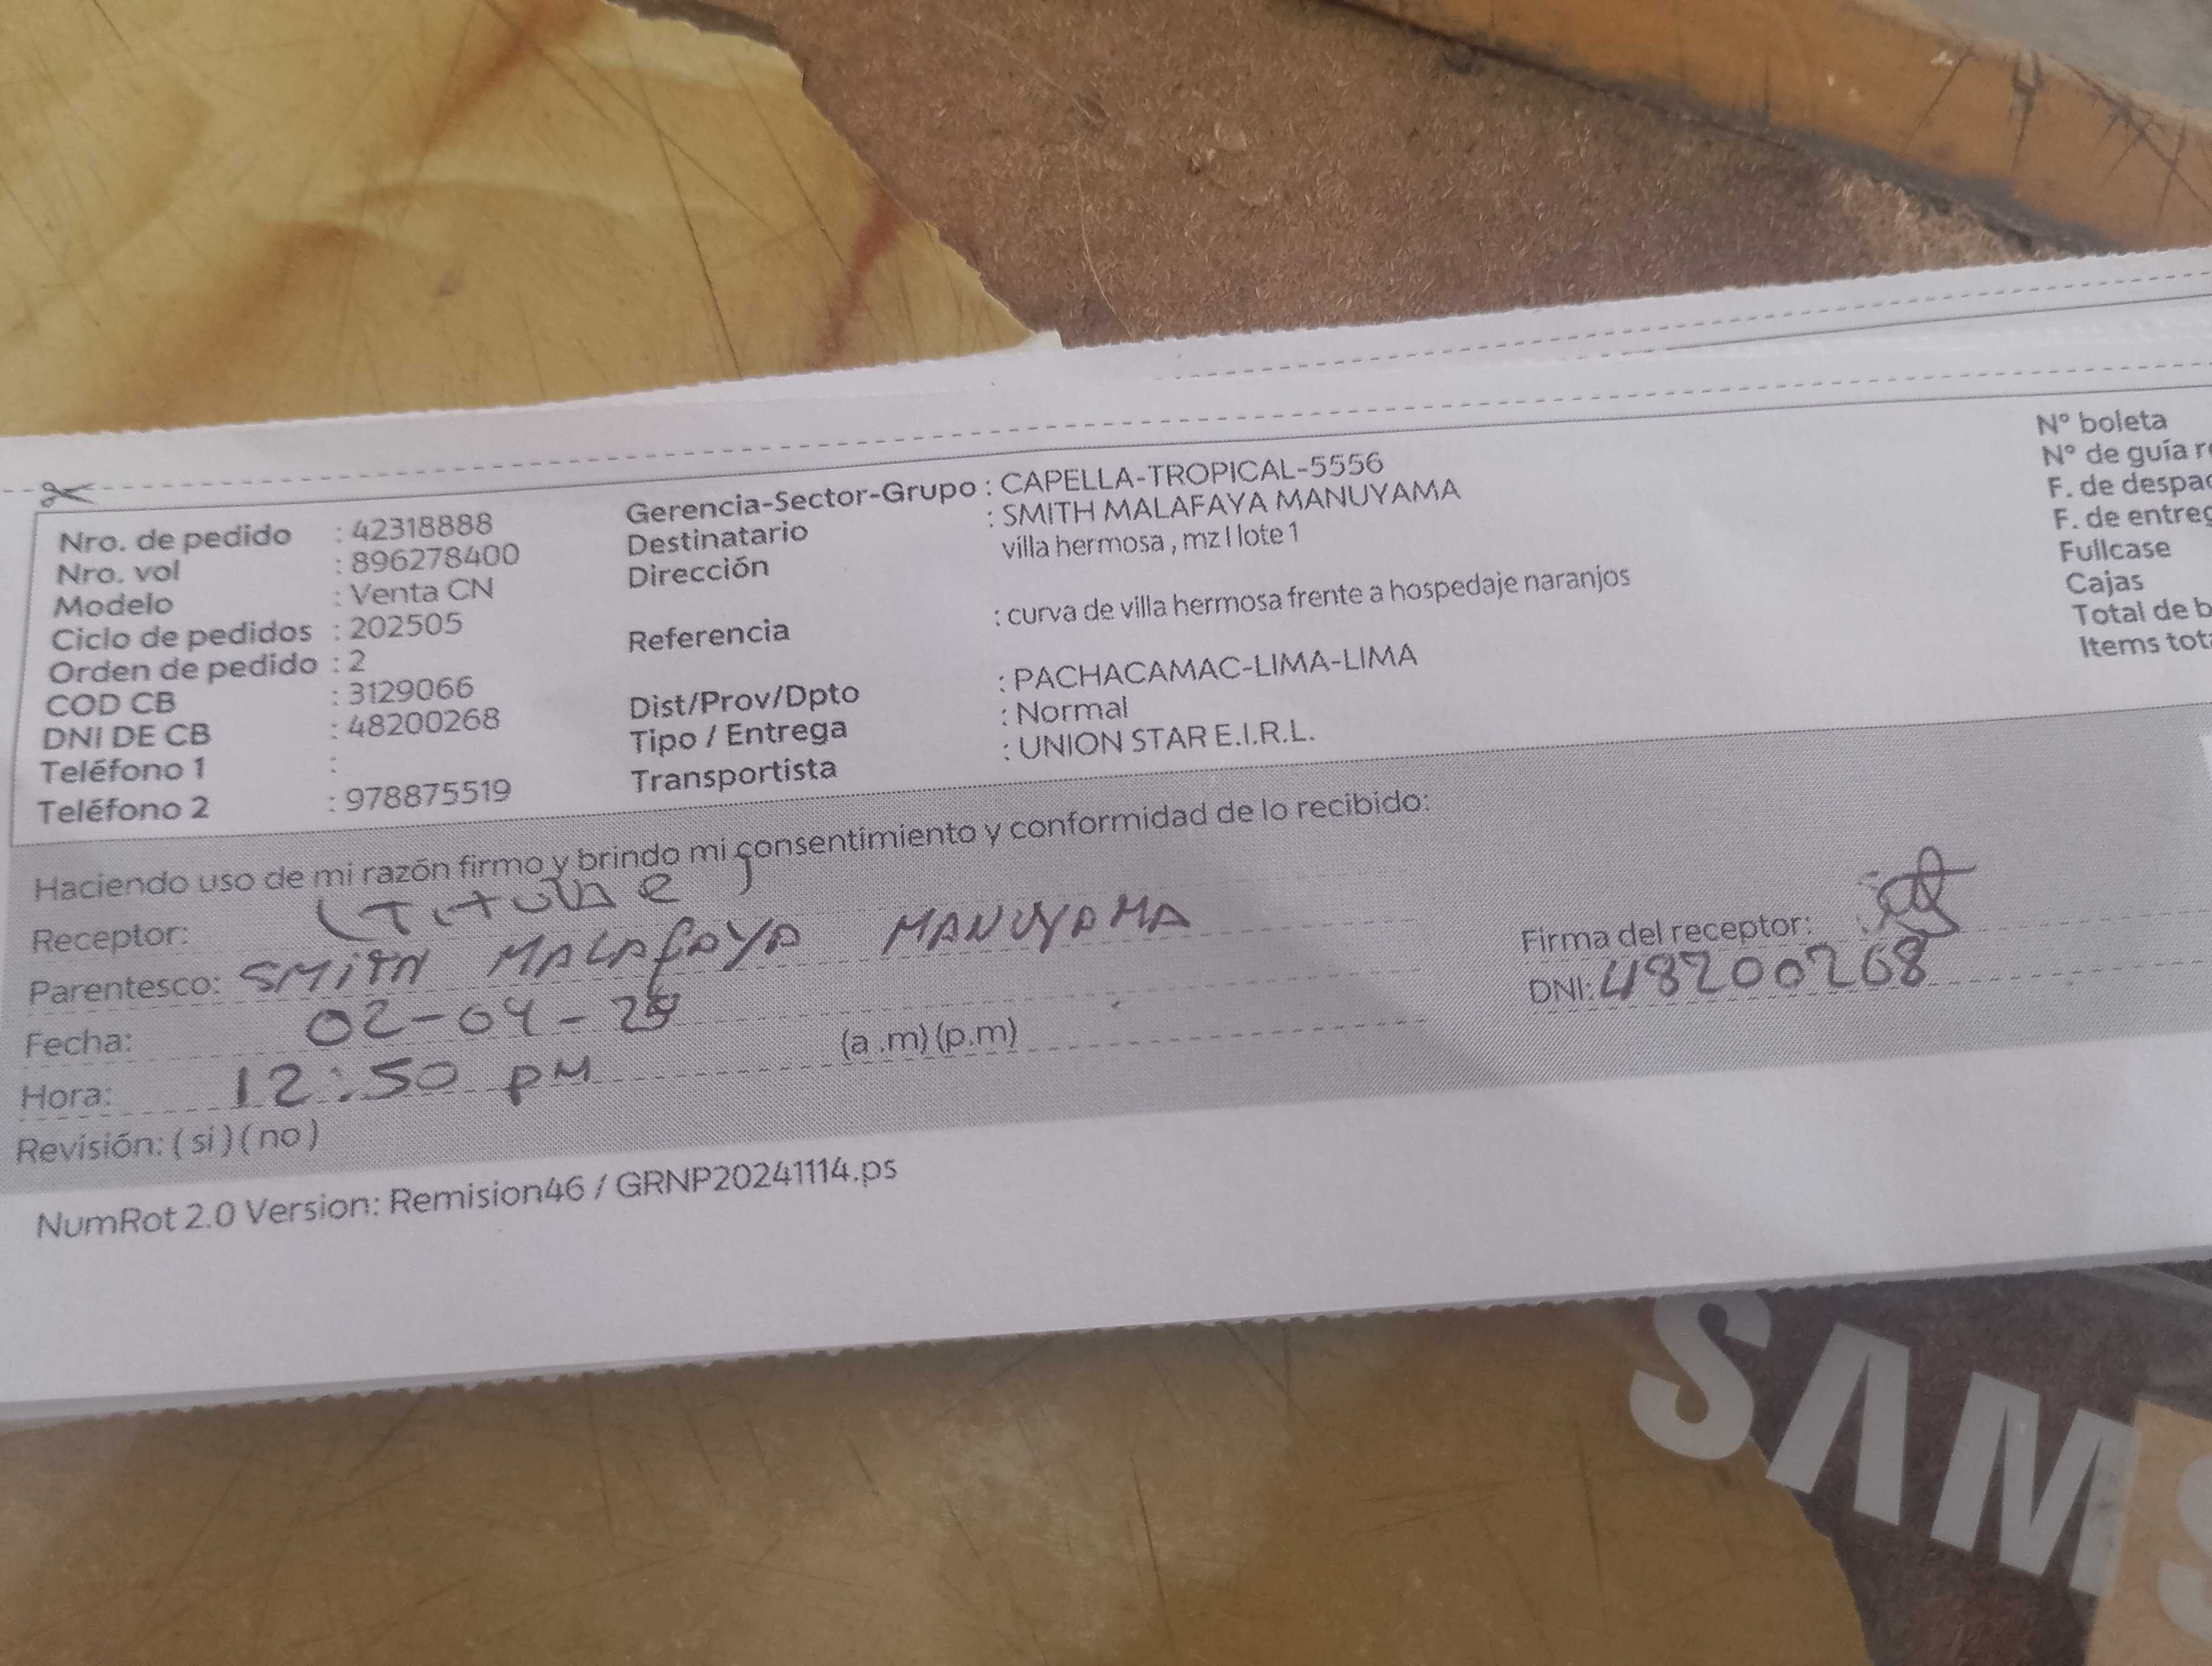 Nro. de pedido : 42318888
Nro. vol : 896278400
Modelo : Venta CN
Ciclo de pedidos : 202505
Orden de pedido : 2
COD CB : 3129066
DNI DE CB : 48200268
Teléfono 1 :
Teléfono 2 : 978875519
Gerencia-Sector-Grupo : CAPELLA-TROPICAL-5556
Destinatario : SMITH MALAFAYA MANUYAMA
Dirección villa hermosa , mz l lote 1
Referencia : curva de villa hermosa frente a hospedaje naranjos
Dist/Prov/Dpto : PACHACAMAC-LIMA-LIMA
Tipo / Entrega : Normal
Transportista : UNION STAR E.I.R.L.
N° boleta
N° de guía r
F. de despa
F. de entreg
Fullcase
Cajas
Total de b
Items tot
Haciendo uso de mi razón firmo y brindo mi consentimiento y conformidad de lo recibido:
Receptor:
Parentesco: SMITH MALAFAYA MANUYAMA
Fecha: 02-04-25
Hora: 12:50 PM (a .m) (p.m)
Revisión: ( si ) ( no )
Firma del receptor:
DNI: 48200268
NumRot 2.0 Version: Remision46 / GRNP20241114.ps
SAMS